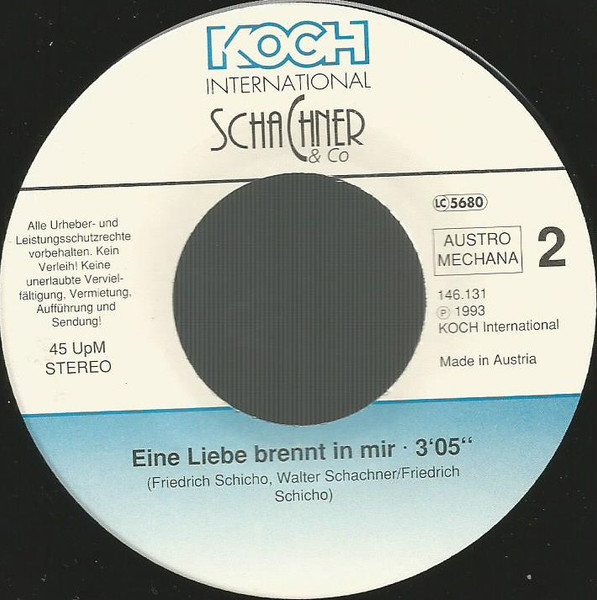 KOCH
INTERNATIONAL
SCHACHNER
& Co
Alle Urheber- und
Leistungsschutzrechte
vorbehalten. Kein
Verleih! Keine
unerlaubte Verviel-
fältigung, Vermietung,
Aufführung und
Sendung!
45 UpM
STEREO
LC 5680
AUSTRO
MECHANA
2
146.131
℗ 1993
KOCH International
Made in Austria
Eine Liebe brennt in mir · 3‘05“
(Friedrich Schicho, Walter Schachner/Friedrich
Schicho)